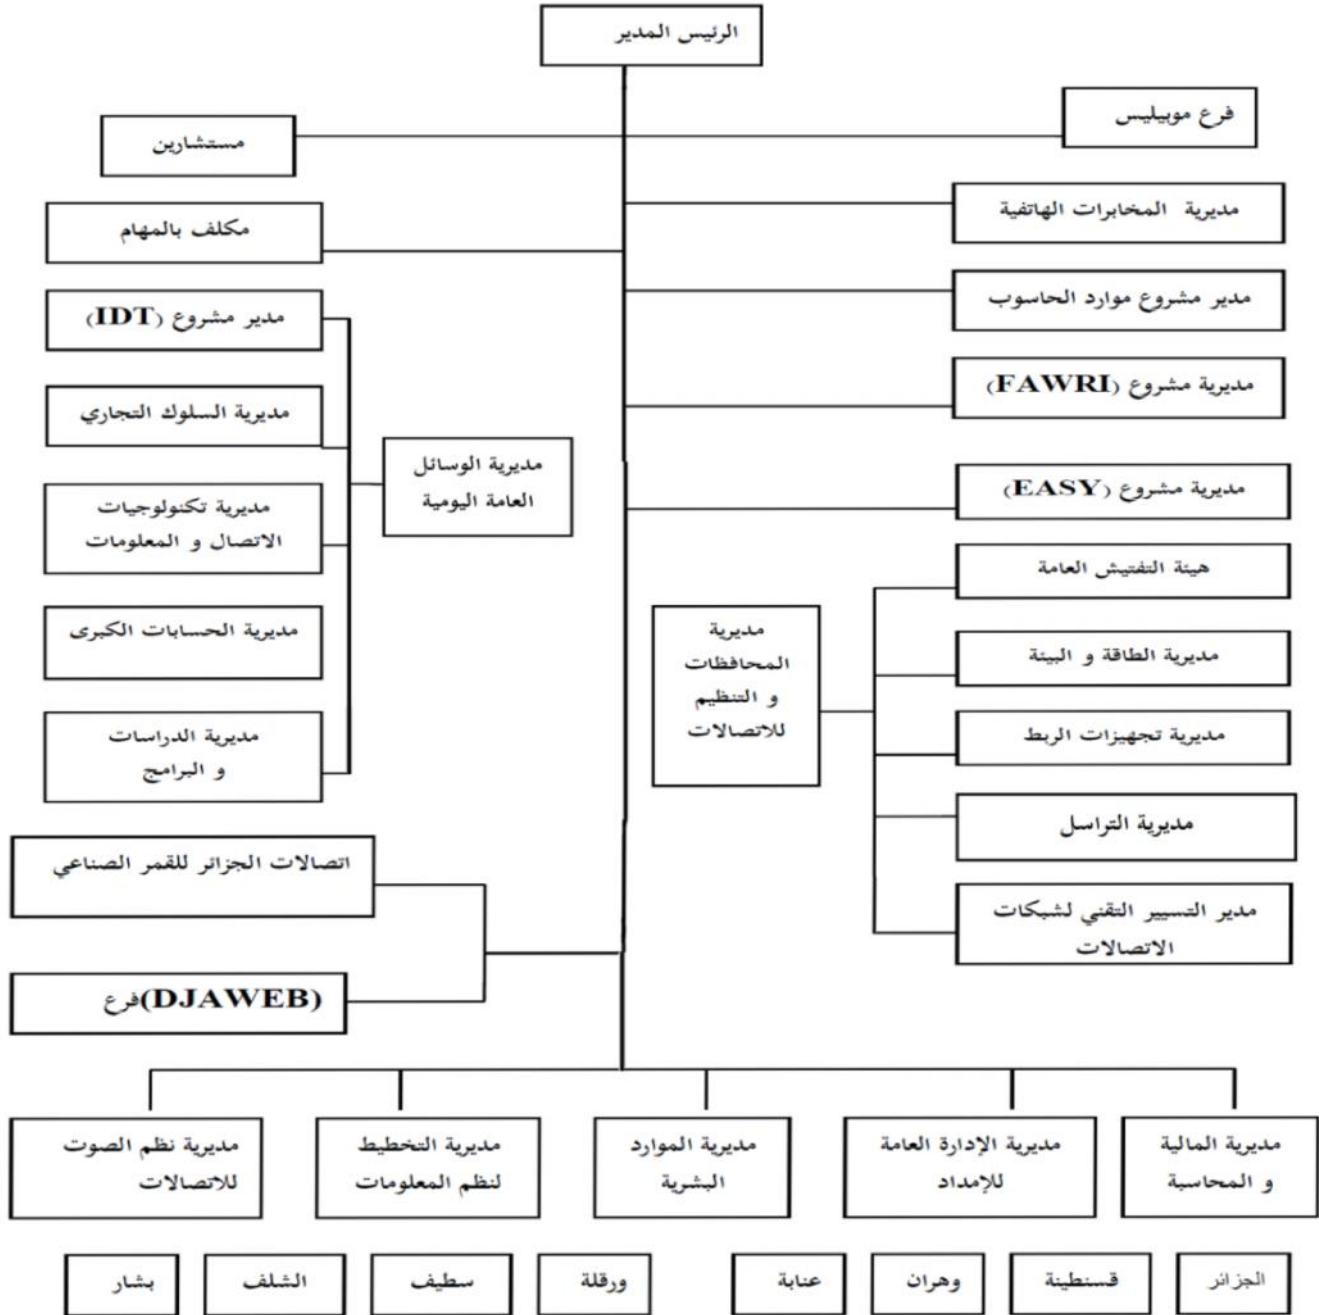 الرئيس المدير
فرع موبيليس
مستشارين
مديرية المخابرات الهاتفية
مكلف بالمهام
مدير مشروع موارد الحاسوب
مدير مشروع (IDT)
مديرية مشروع (FAWRI)
مديرية السلوك التجاري
مديرية الوسائل
العامة اليومية
مديرية مشروع (EASY)
مديرية تكنولوجيات
الاتصال و المعلومات
هيئة التفتيش العامة
مديرية الحسابات الكبرى
مديرية
المحافظات
و التنظيم
للاتصالات
مديرية الطاقة و البيئة
مديرية تجهيزات الربط
مديرية الدراسات
و البرامج
مديرية التراسل
اتصالات الجزائر للقمر الصناعي
مدير التسيير التقني لشبكات
الاتصالات
فرع(DJAWEB)
مديرية المالية
و المحاسبة
مديرية الإدارة العامة
للإمداد
مديرية الموارد
البشرية
مديرية التخطيط
لنظم المعلومات
مديرية نظم الصوت
للاتصالات
الجزائر
قسنطينة
وهران
عنابة
ورقلة
سطيف
الشلف
بشار